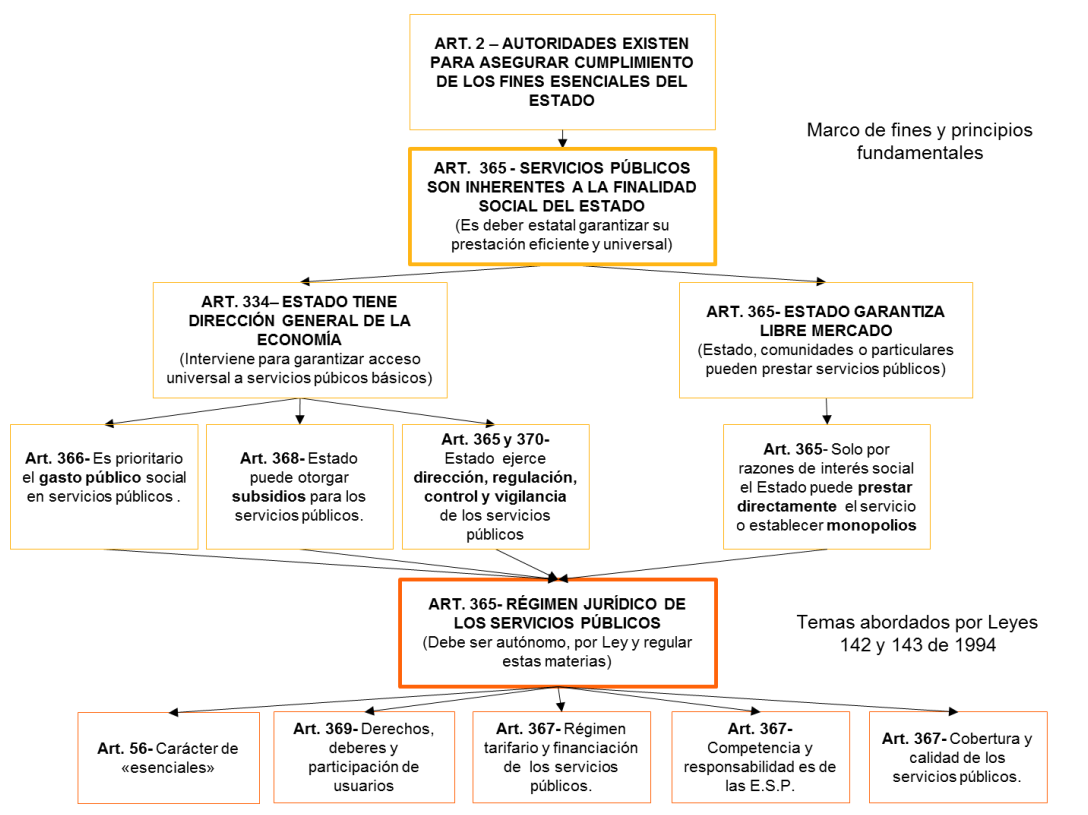 ART. 2 – AUTORIDADES EXISTEN
PARA ASEGURAR CUMPLIMIENTO
DE LOS FINES ESENCIALES DEL
ESTADO
Marco de fines y principios
fundamentales
ART. 365 - SERVICIOS PÚBLICOS
SON INHERENTES A LA FINALIDAD
SOCIAL DEL ESTADO
(Es deber estatal garantizar su
prestación eficiente y universal)
ART. 334– ESTADO TIENE
DIRECCIÓN GENERAL DE LA
ECONOMÍA
(Interviene para garantizar acceso
universal a servicios púbicos básicos)
ART. 365- ESTADO GARANTIZA
LIBRE MERCADO
(Estado, comunidades o particulares
pueden prestar servicios públicos)
Art. 366- Es prioritario
el gasto público social
en servicios públicos .
Art. 368- Estado
puede otorgar
subsidios para los
servicios públicos.
Art. 365 y 370-
Estado ejerce
dirección, regulación,
control y vigilancia
de los servicios
públicos
Art. 365- Solo por
razones de interés social
el Estado puede prestar
directamente el servicio
o establecer monopolios
ART. 365- RÉGIMEN JURÍDICO DE
LOS SERVICIOS PÚBLICOS
(Debe ser autónomo, por Ley y regular
estas materias)
Temas abordados por Leyes
142 y 143 de 1994
Art. 56- Carácter de
«esenciales»
Art. 369- Derechos,
deberes y
participación de
usuarios
Art. 367- Régimen
tarifario y financiación
de los servicios
públicos.
Art. 367-
Competencia y
responsabilidad es de
las E.S.P.
Art. 367- Cobertura y
calidad de los
servicios públicos.